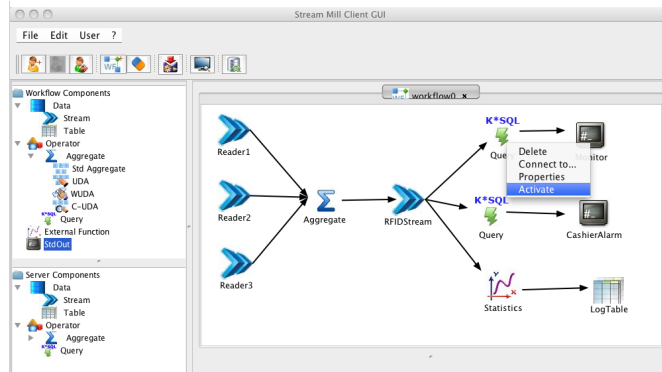 Stream Mill Client GUI
File Edit User ?
WF
Workflow Components
Data
Stream
Table
Operator
Aggregate
Std Aggregate
UDA
WUDA
C-UDA
K*SQL
Query
External Function
StdOut
Server Components
Data
Stream
Table
Operator
Aggregate
K*SQL
Query
WF workflow0 x
Reader1
Reader2
Reader3
Aggregate
RFIDStream
K*SQL
Query
Delete
Connect to...
Properties
Activate
Monitor
K*SQL
Query
CashierAlarm
Statistics
LogTable